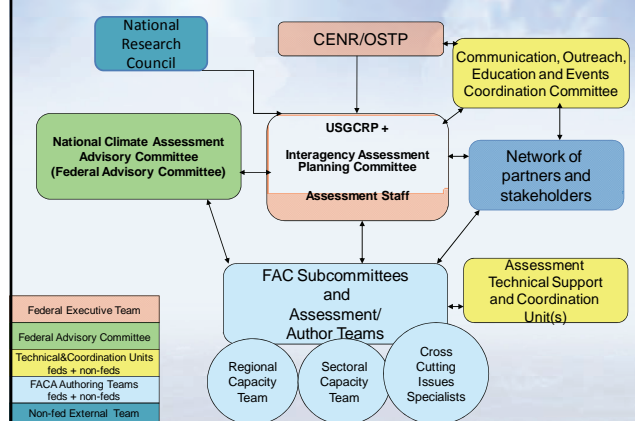 National
Research
Council
CENR/OSTP
Communication, Outreach,
Education and Events
Coordination Committee
National Climate Assessment
Advisory Committee
(Federal Advisory Committee)
USGCRP +
Interagency Assessment
Planning Committee
Assessment Staff
Network of
partners and
stakeholders
FAC Subcommittees
and
Assessment/
Author Teams
Assessment
Technical Support
and Coordination
Unit(s)
Regional
Capacity
Team
Sectoral
Capacity
Team
Cross
Cutting
Issues
Specialists
Federal Executive Team
Federal Advisory Committee
Technical&Coordination Units
feds + non-feds
FACA Authoring Teams
feds + non-feds
Non-fed External Team